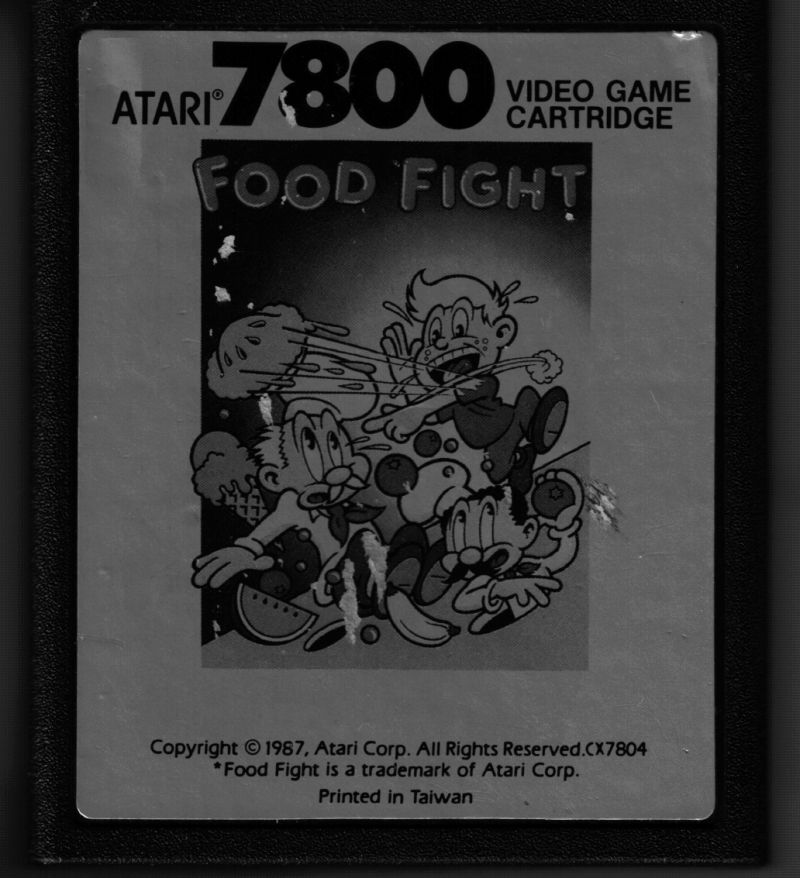 ATARI® 7800 VIDEO GAME
CARTRIDGE
FOOD FIGHT
Copyright © 1987, Atari Corp. All Rights Reserved.CX7804
*Food Fight is a trademark of Atari Corp.
Printed in Taiwan